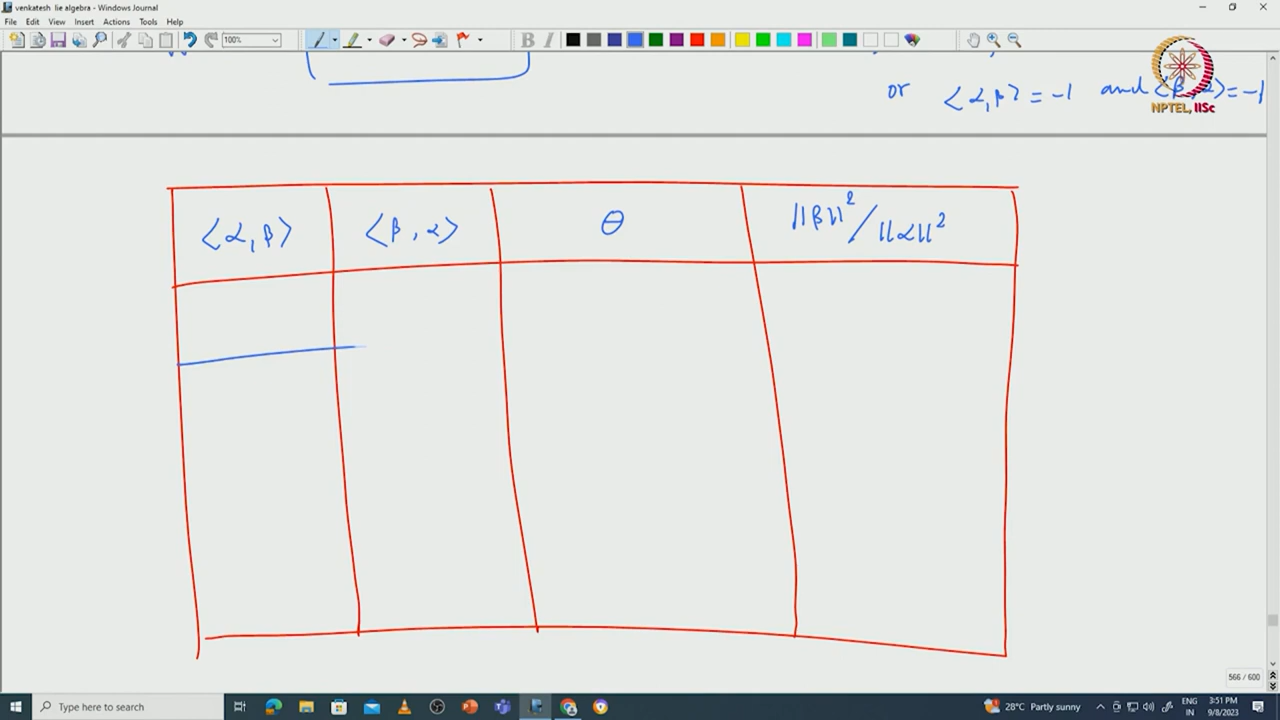 venkatesh lie algebra - Windows Journal
File Edit View Insert Actions Tools Help
100%
B I
or ⟨α,β⟩ = -1 and ⟨β,α⟩ = -1
NPTEL, IISc
⟨α,β⟩ ⟨β,α⟩ θ ||β||²/||α||²
566 / 600
Type here to search
28°C Partly sunny
ENG
IN
3:51 PM
9/8/2023